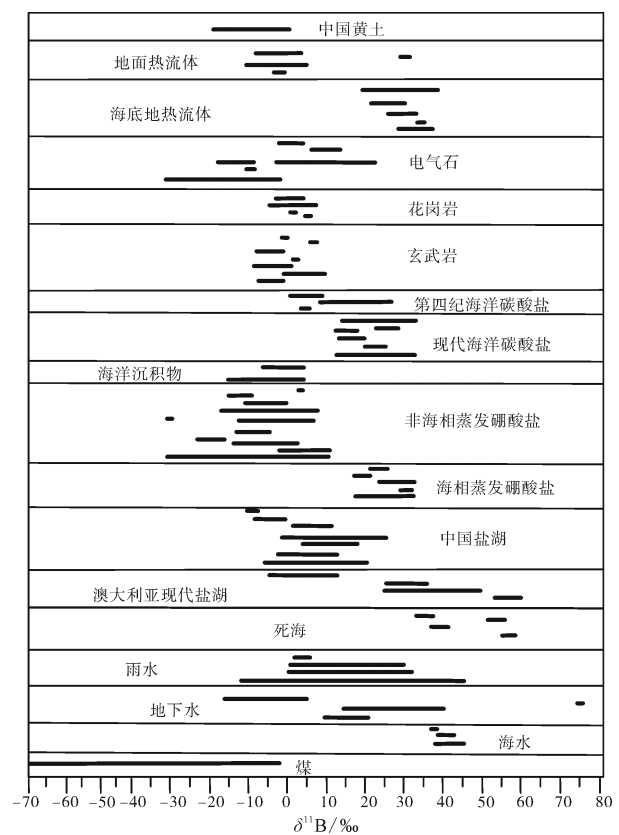 中国黄土
地面热流体
海底地热流体
电气石
花岗岩
玄武岩
第四纪海洋碳酸盐
现代海洋碳酸盐
海洋沉积物
非海相蒸发硼酸盐
海相蒸发硼酸盐
中国盐湖
澳大利亚现代盐湖
死海
雨水
地下水
海水
煤
−70 −60 −50 −40 −30 −20 −10 0 10 20 30 40 50 60 70 80
δ¹¹B/‰